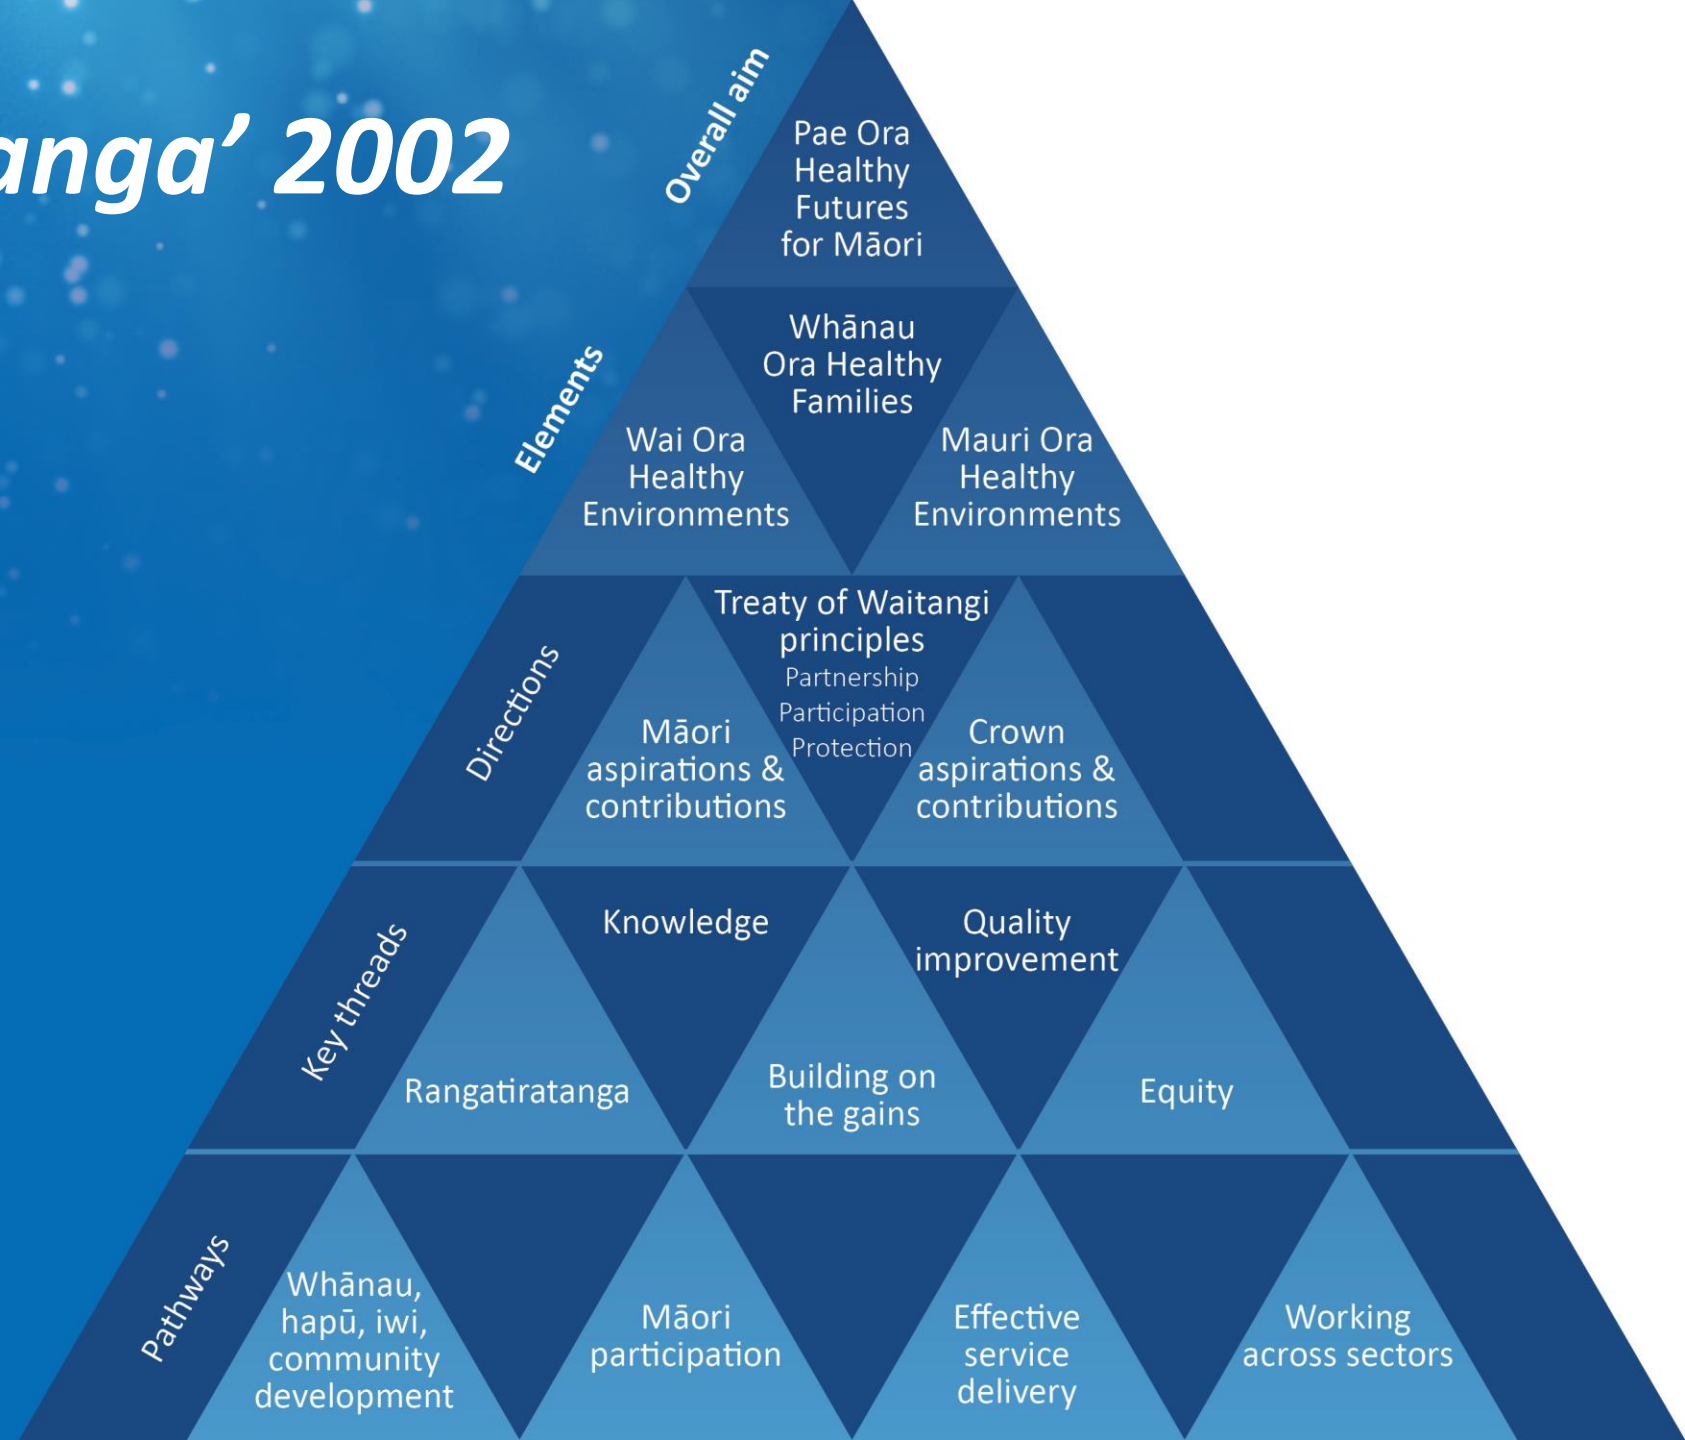 anga’ 2002
Overall aim
Pae Ora
Healthy
Futures
for Māori
Elements
Whānau
Ora Healthy
Families
Wai Ora
Healthy
Environments
Mauri Ora
Healthy
Environments
Directions
Treaty of Waitangi
principles
Partnership
Participation
Protection
Māori
aspirations &
contributions
Crown
aspirations &
contributions
Key threads
Knowledge
Quality
improvement
Rangatiratanga
Building on
the gains
Equity
Pathways
Whānau,
hapū, iwi,
community
development
Māori
participation
Effective
service
delivery
Working
across sectors